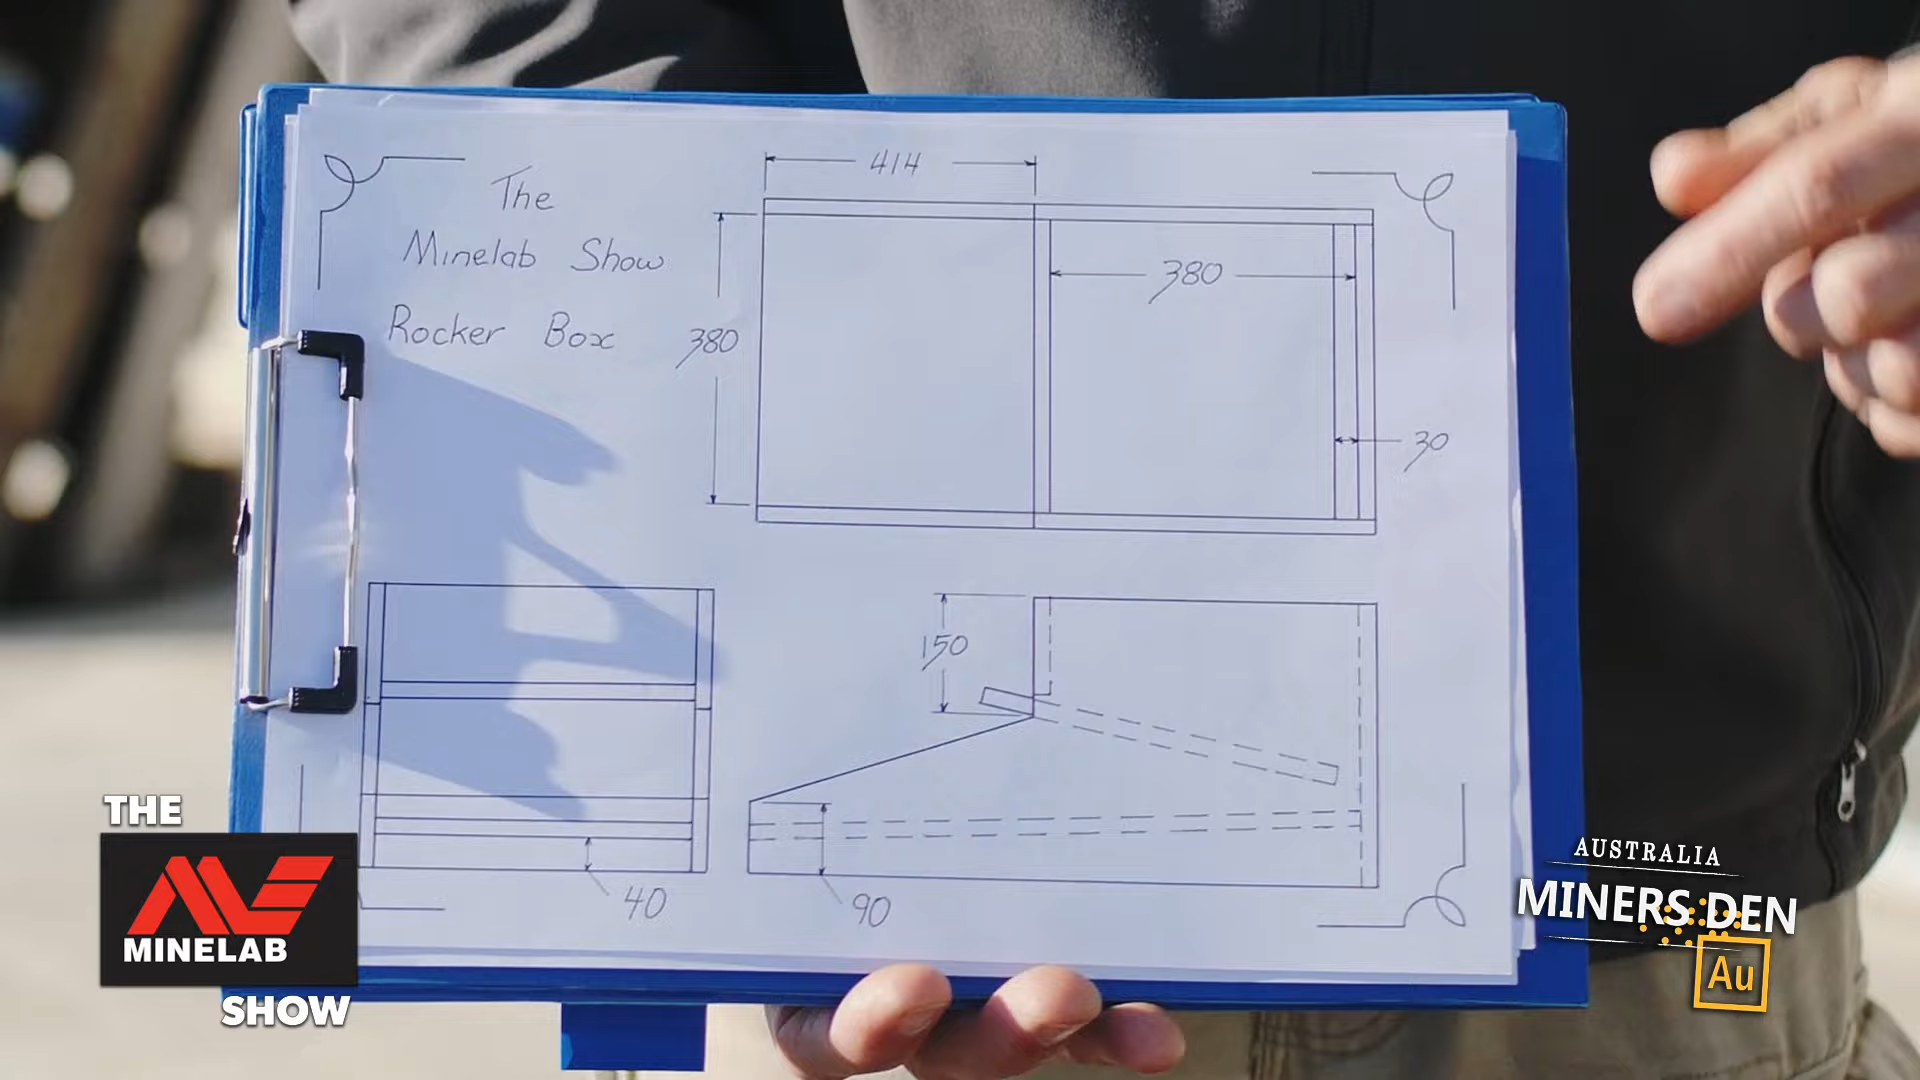 The
Minelab Show
Rocker Box
414
380
380
30
150
40
90
THE
MINELAB
SHOW
AUSTRALIA
MINERS DEN
Au